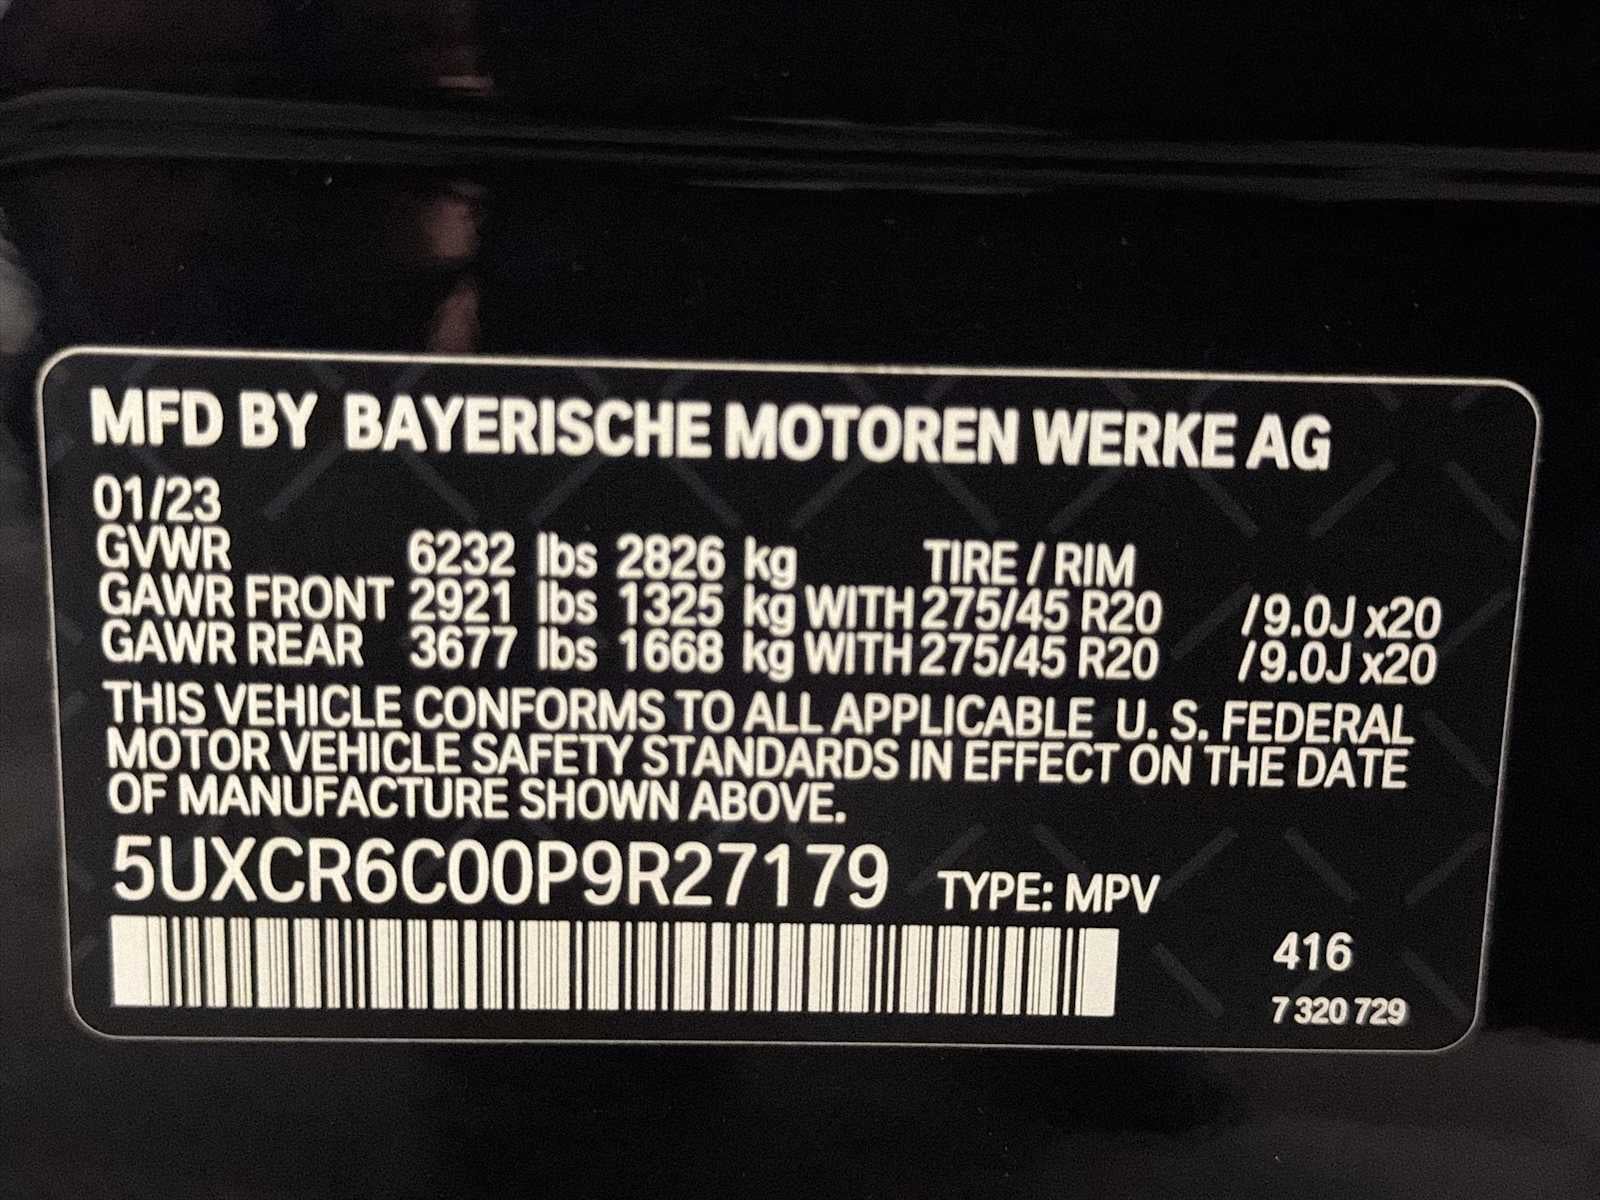 MFD BY BAYERISCHE MOTOREN WERKE AG
01/23
GVWR 6232 lbs 2826 kg TIRE / RIM
GAWR FRONT 2921 lbs 1325 kg WITH 275/45 R20 /9.0J x20
GAWR REAR 3677 lbs 1668 kg WITH 275/45 R20 /9.0J x20
THIS VEHICLE CONFORMS TO ALL APPLICABLE U. S. FEDERAL
MOTOR VEHICLE SAFETY STANDARDS IN EFFECT ON THE DATE
OF MANUFACTURE SHOWN ABOVE.
5UXCR6C00P9R27179 TYPE: MPV
416
7 320 729